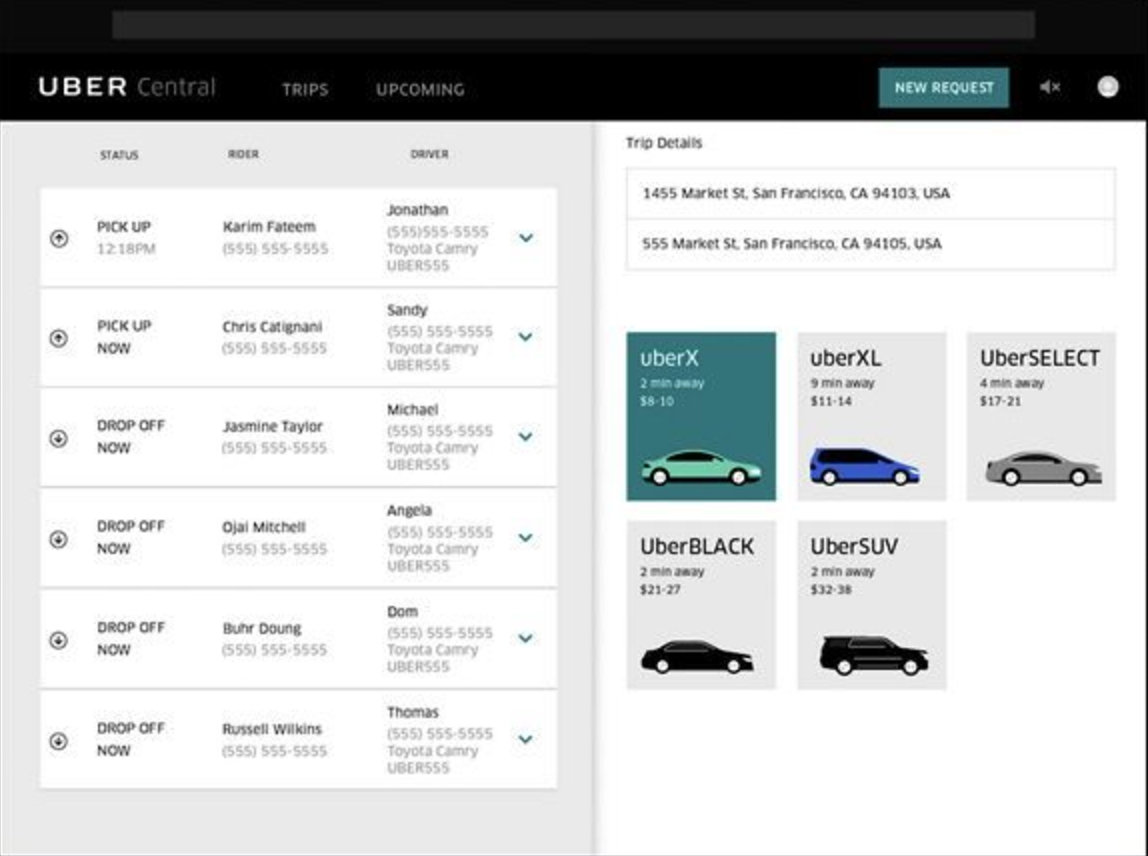 UBER Central
TRIPS
UPCOMING
NEW REQUEST
STATUS
RIDER
DRIVER
PICK UP
12:18PM
Karim Fateem
(555) 555-5555
Jonathan
(555)555-5555
Toyota Camry
UBER555
PICK UP
NOW
Chris Catignani
(555) 555-5555
Sandy
(555) 555-5555
Toyota Camry
UBER555
DROP OFF
NOW
Jasmine Taylor
(555) 555-5555
Michael
(555) 555-5555
Toyota Camry
UBER555
DROP OFF
NOW
Ojai Mitchell
(555) 555-5555
Angela
(555) 555-5555
Toyota Camry
UBER555
DROP OFF
NOW
Buhr Doung
(555) 555-5555
Dom
(555) 555-5555
Toyota Camry
UBER555
DROP OFF
NOW
Russell Wilkins
(555) 555-5555
Thomas
(555) 555-5555
Toyota Camry
UBER555
Trip Details
1455 Market St, San Francisco, CA 94103, USA
555 Market St, San Francisco, CA 94105, USA
uberX
2 min away
$8-10
uberXL
9 min away
$11-14
UberSELECT
4 min away
$17-21
UberBLACK
2 min away
$21-27
UberSUV
2 min away
$32-38